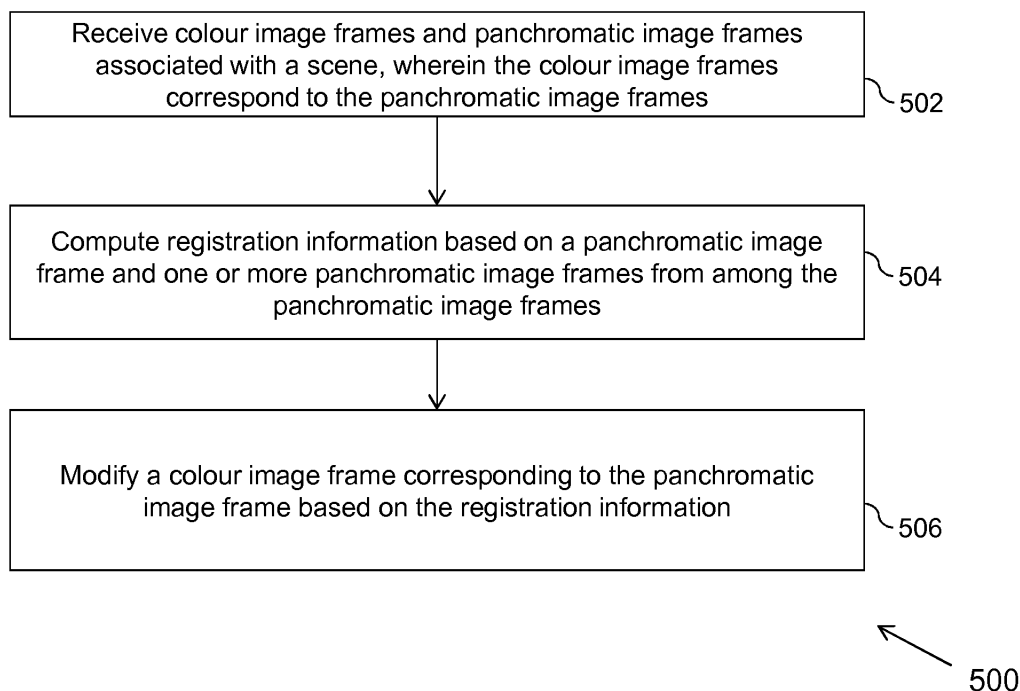 Receive colour image frames and panchromatic image frames
associated with a scene, wherein the colour image frames
correspond to the panchromatic image frames
502
Compute registration information based on a panchromatic image
frame and one or more panchromatic image frames from among the
panchromatic image frames
504
Modify a colour image frame corresponding to the panchromatic
image frame based on the registration information
506
500